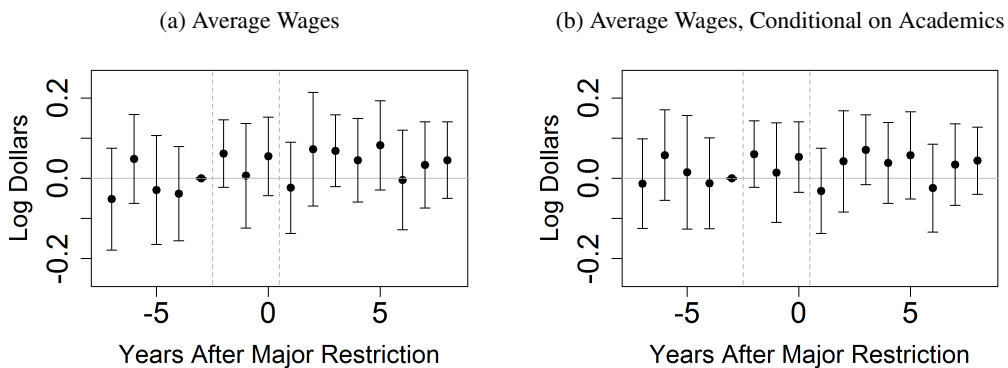 (a) Average Wages
(b) Average Wages, Conditional on Academics
Log Dollars
0.2
0.0
-0.2
-5
0
5
Years After Major Restriction
Log Dollars
0.2
0.0
-0.2
-5
0
5
Years After Major Restriction